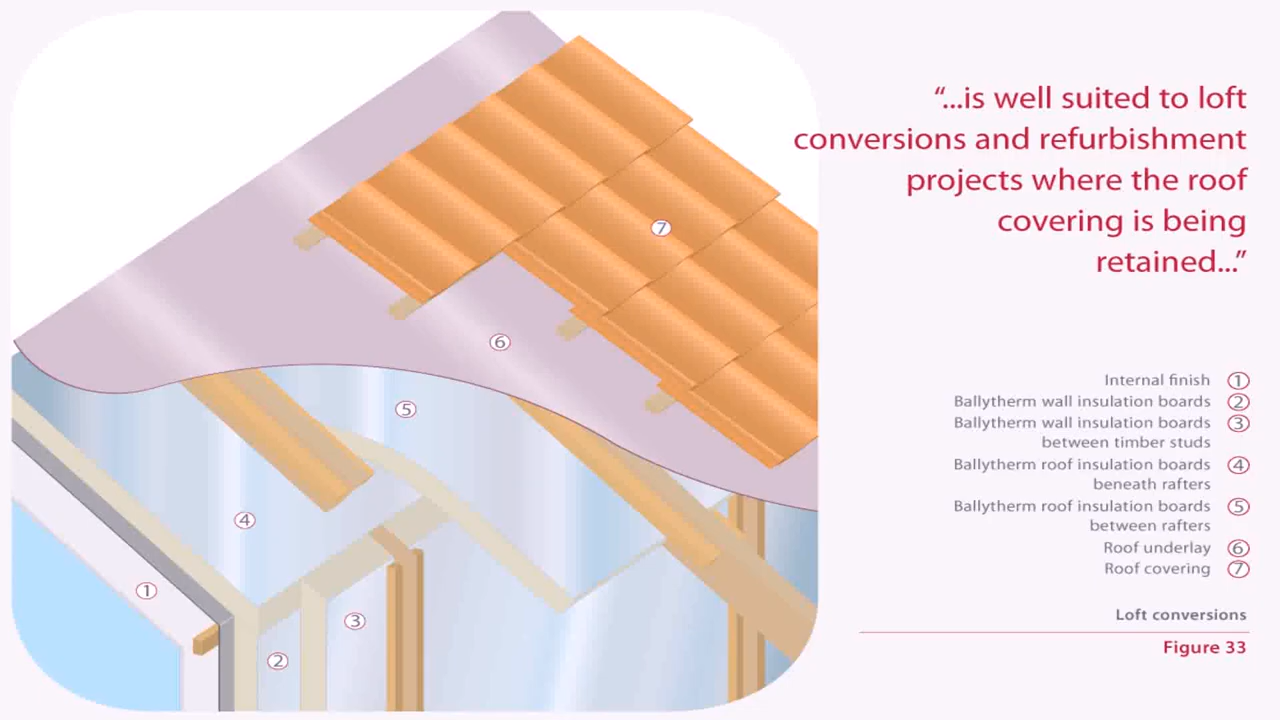 “...is well suited to loft
conversions and refurbishment
projects where the roof
covering is being
retained...”
7
6
5
4
1
3
2
Internal finish 1
Ballytherm wall insulation boards 2
Ballytherm wall insulation boards 3
between timber studs
Ballytherm roof insulation boards 4
beneath rafters
Ballytherm roof insulation boards 5
between rafters
Roof underlay 6
Roof covering 7
Loft conversions
Figure 33